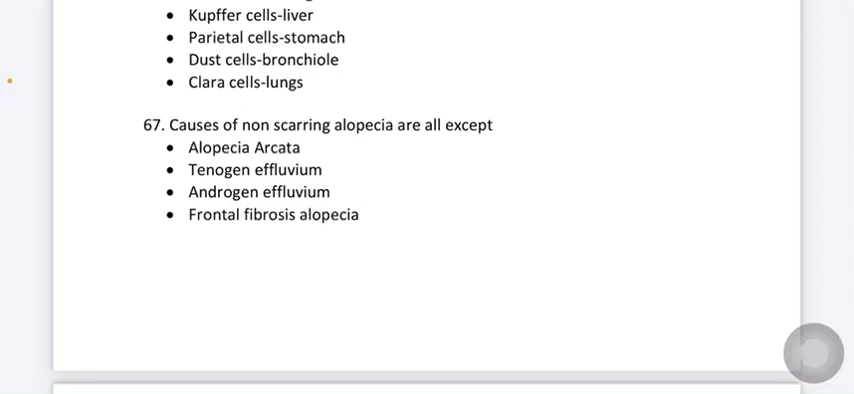 • Kupffer cells-liver
• Parietal cells-stomach
• Dust cells-bronchiole
• Clara cells-lungs
67. Causes of non scarring alopecia are all except
• Alopecia Arcata
• Tenogen effluvium
• Androgen effluvium
• Frontal fibrosis alopecia